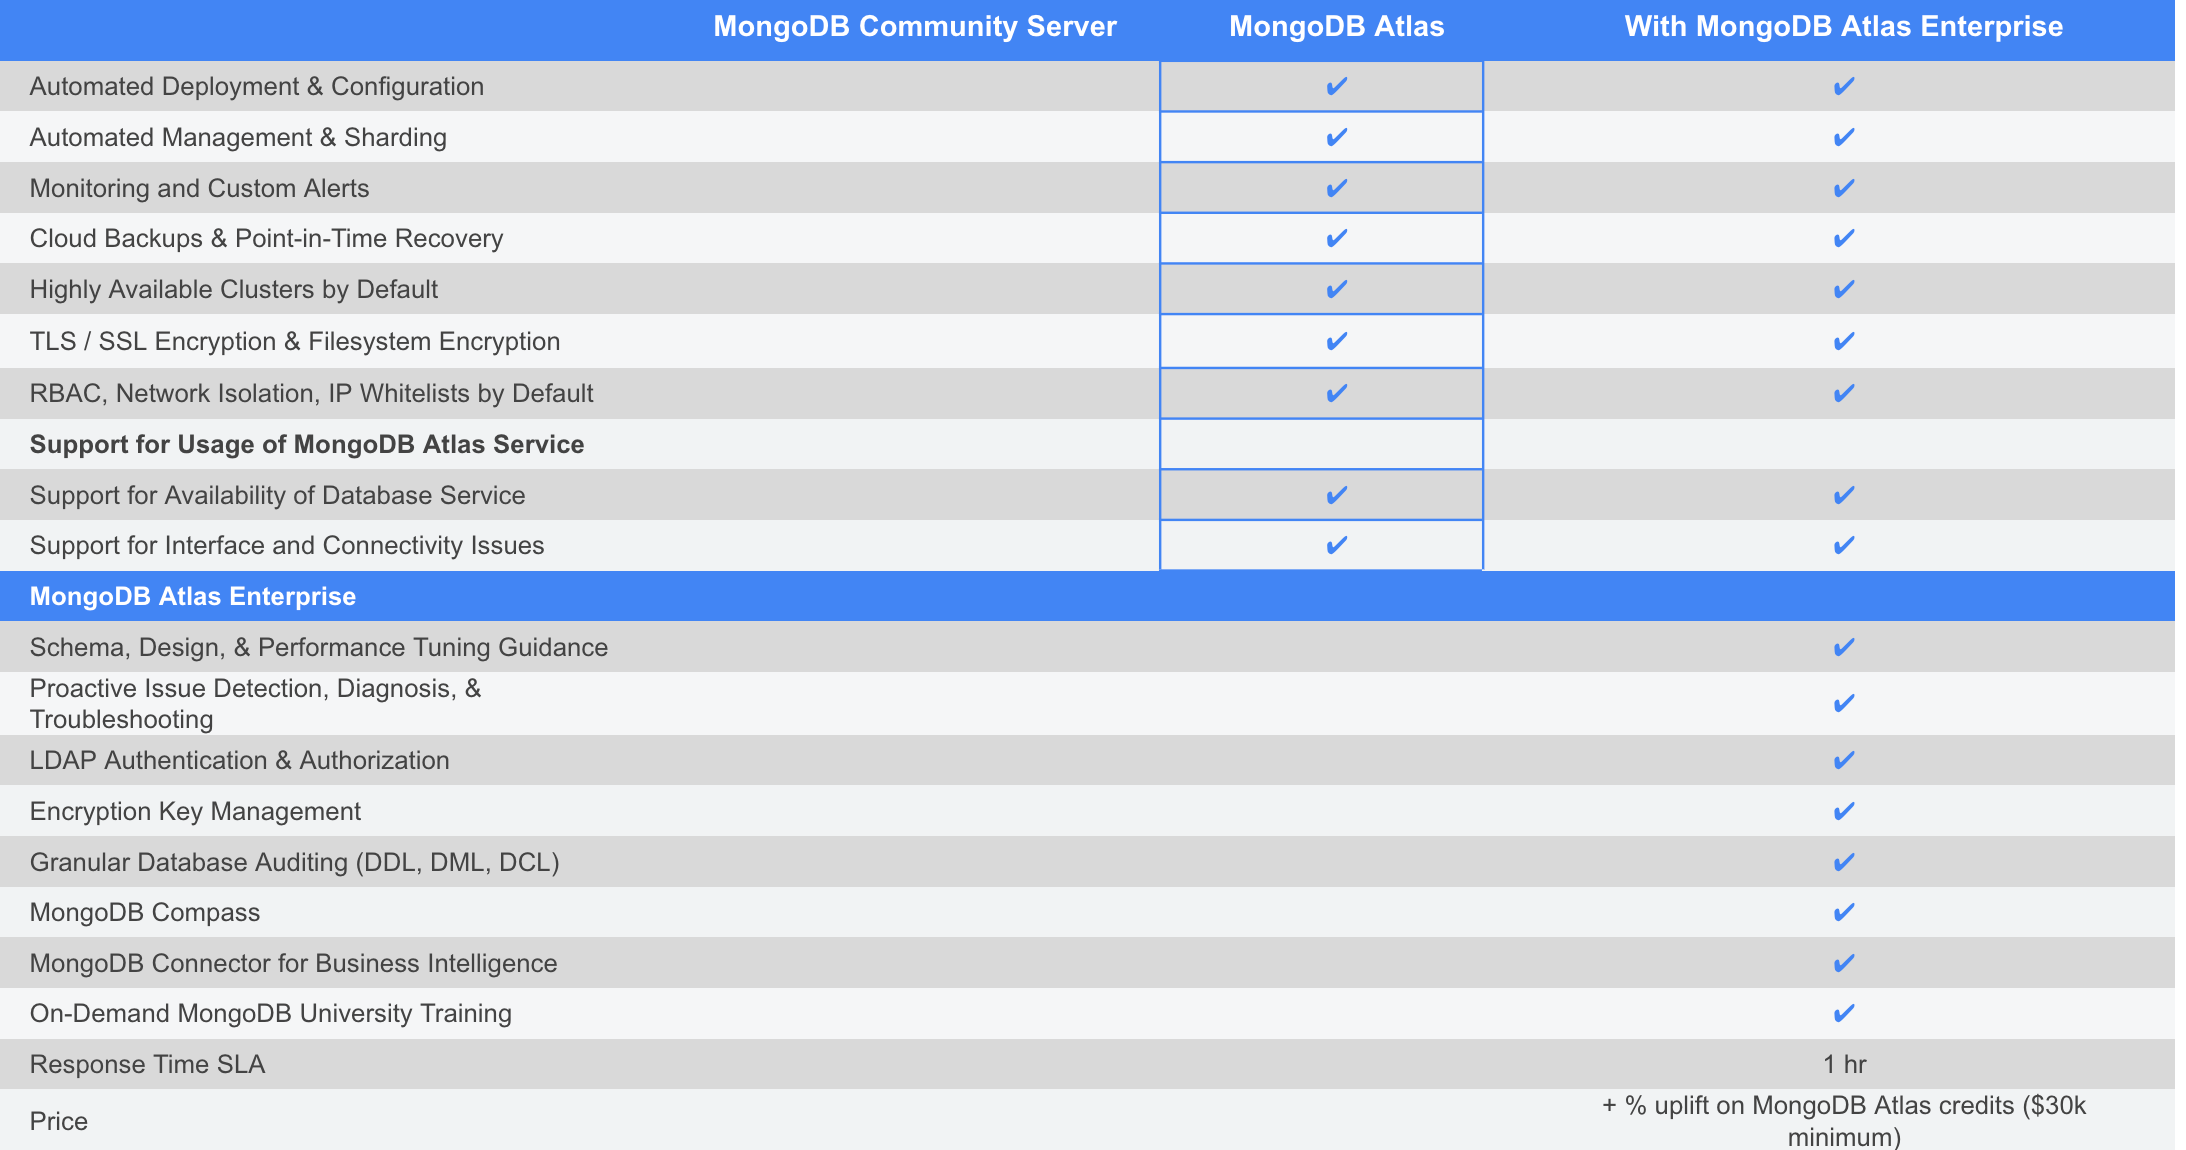 MongoDB Community Server MongoDB Atlas With MongoDB Atlas Enterprise
Automated Deployment & Configuration ✔ ✔
Automated Management & Sharding ✔ ✔
Monitoring and Custom Alerts ✔ ✔
Cloud Backups & Point-in-Time Recovery ✔ ✔
Highly Available Clusters by Default ✔ ✔
TLS / SSL Encryption & Filesystem Encryption ✔ ✔
RBAC, Network Isolation, IP Whitelists by Default ✔ ✔
Support for Usage of MongoDB Atlas Service
Support for Availability of Database Service ✔ ✔
Support for Interface and Connectivity Issues ✔ ✔
MongoDB Atlas Enterprise
Schema, Design, & Performance Tuning Guidance ✔
Proactive Issue Detection, Diagnosis, &
Troubleshooting ✔
LDAP Authentication & Authorization ✔
Encryption Key Management ✔
Granular Database Auditing (DDL, DML, DCL) ✔
MongoDB Compass ✔
MongoDB Connector for Business Intelligence ✔
On-Demand MongoDB University Training ✔
Response Time SLA 1 hr
Price
+ % uplift on MongoDB Atlas credits ($30k
minimum)